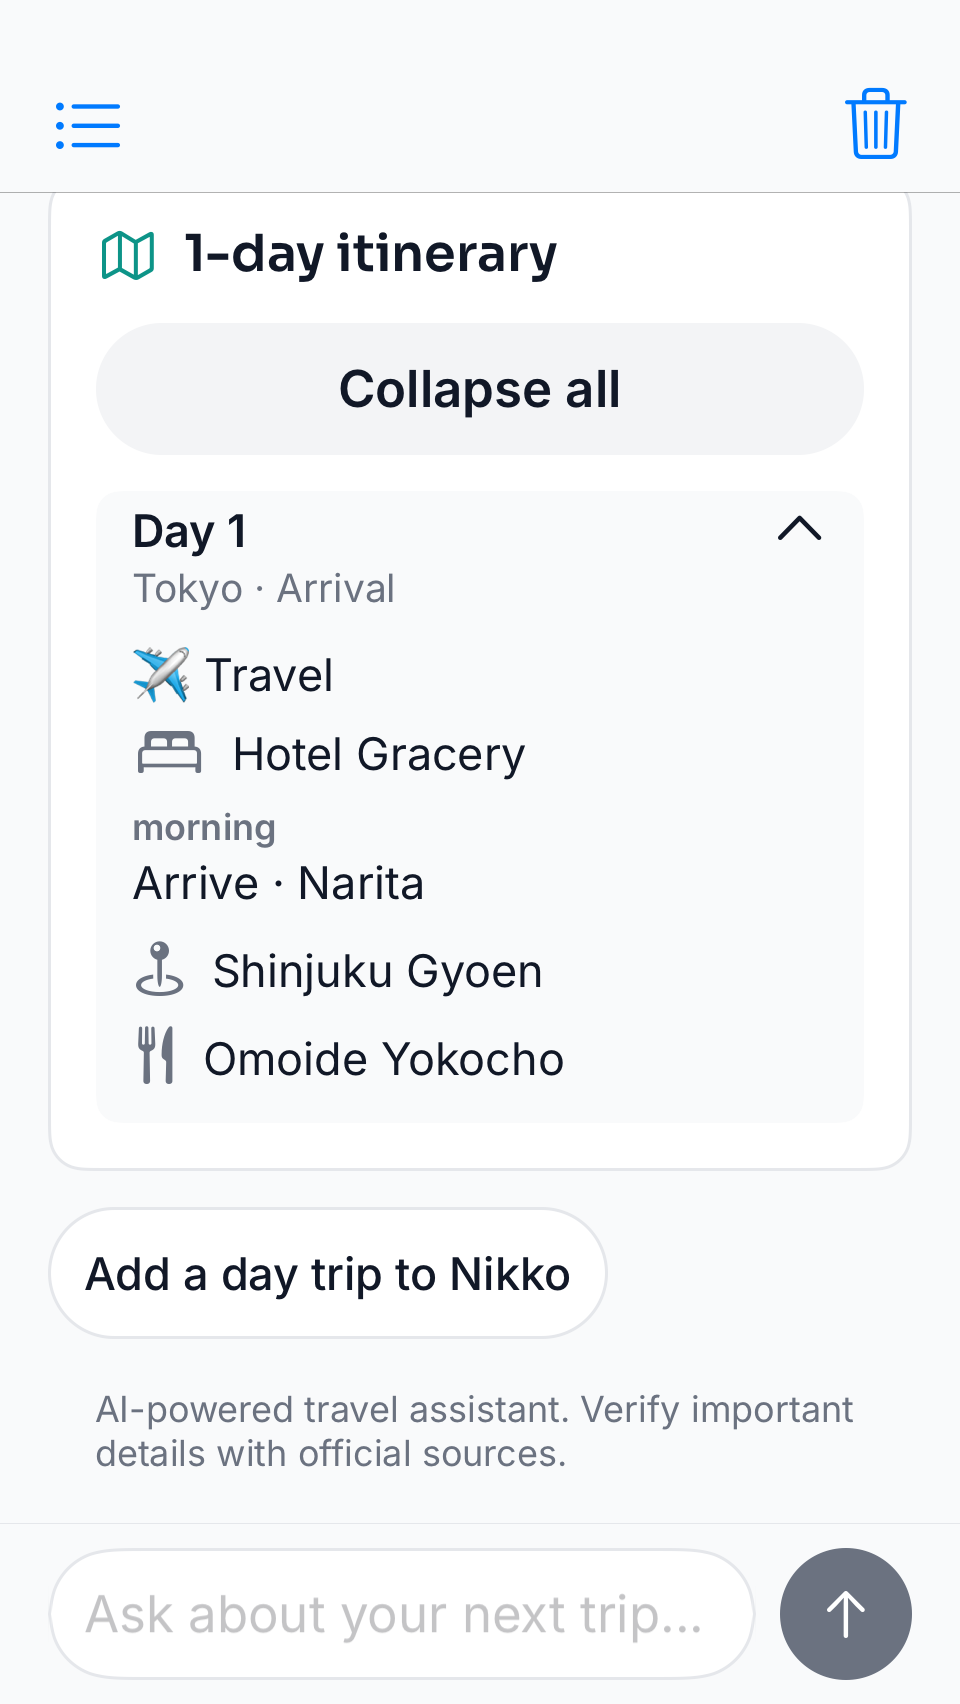 1-day itinerary
Collapse all
Day 1
Tokyo · Arrival
Travel
Hotel Gracery
morning
Arrive · Narita
Shinjuku Gyoen
Omoide Yokocho
Add a day trip to Nikko
AI-powered travel assistant. Verify important
details with official sources.
Ask about your next trip...